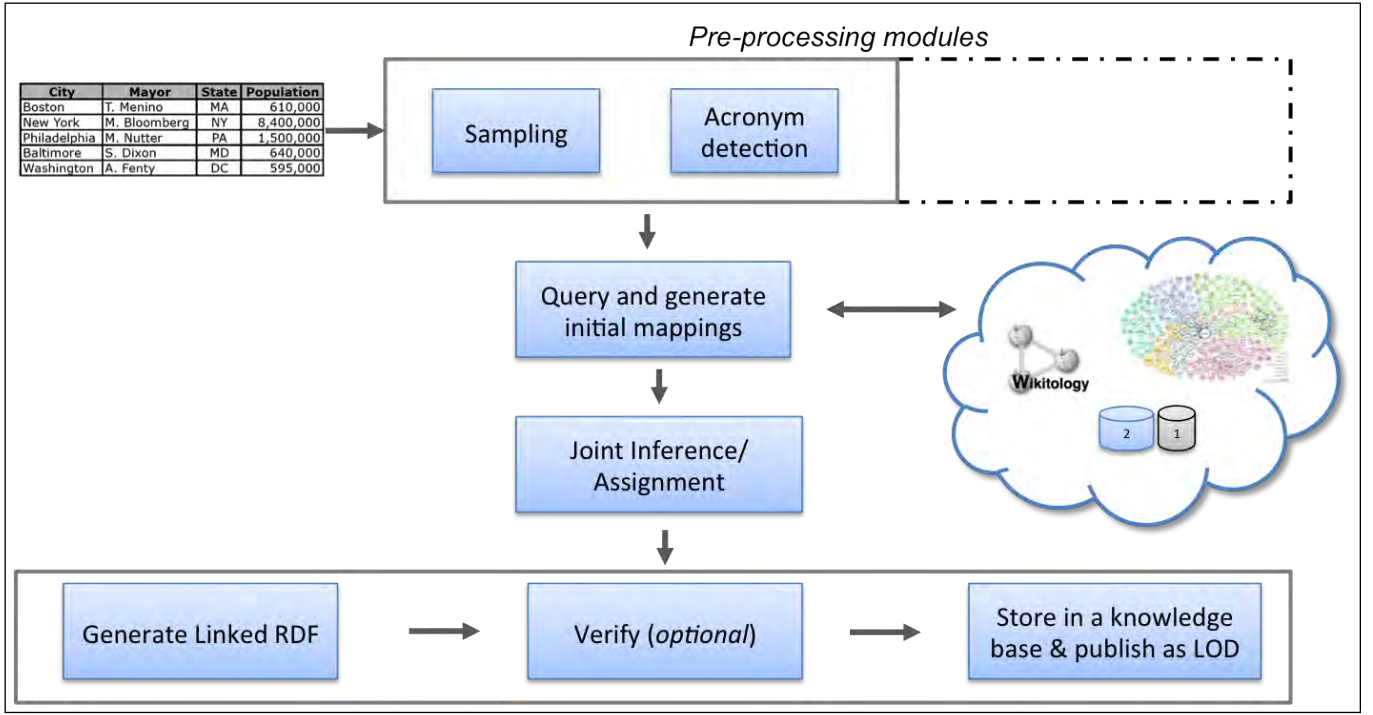 Pre-processing modules
City Mayor State Population
Boston T. Menino MA 610,000
New York M. Bloomberg NY 8,400,000
Philadelphia M. Nutter PA 1,500,000
Baltimore S. Dixon MD 640,000
Washington A. Fenty DC 595,000
Sampling
Acronym
detection
Query and generate
initial mappings
Wikitology
2
1
Joint Inference/
Assignment
Generate Linked RDF
Verify (optional)
Store in a knowledge
base & publish as LOD